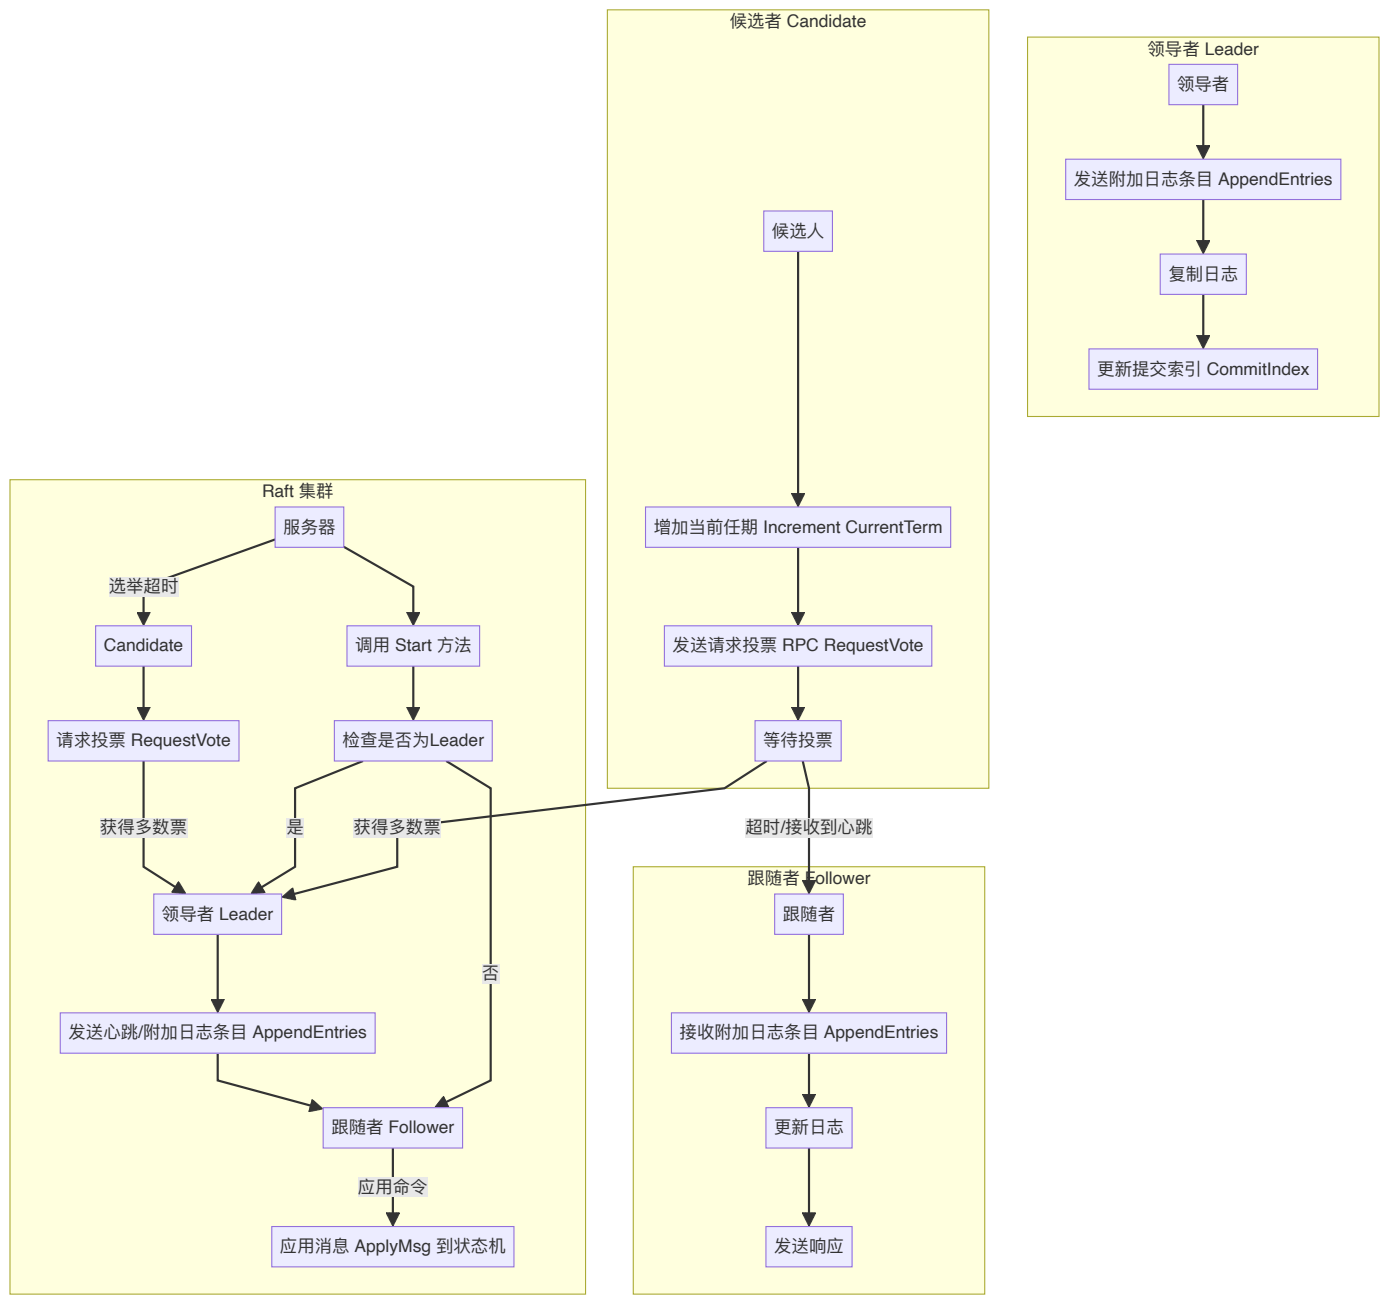 候选者 Candidate
候选人
增加当前任期 Increment CurrentTerm
发送请求投票 RPC RequestVote
等待投票
领导者 Leader
领导者
发送附加日志条目 AppendEntries
复制日志
更新提交索引 CommitIndex
Raft 集群
服务器
选举超时
Candidate
调用 Start 方法
请求投票 RequestVote
检查是否为Leader
获得多数票
是
获得多数票
超时/接收到心跳
领导者 Leader
否
发送心跳/附加日志条目 AppendEntries
跟随者 Follower
应用命令
应用消息 ApplyMsg 到状态机
跟随者 Follower
跟随者
接收附加日志条目 AppendEntries
更新日志
发送响应